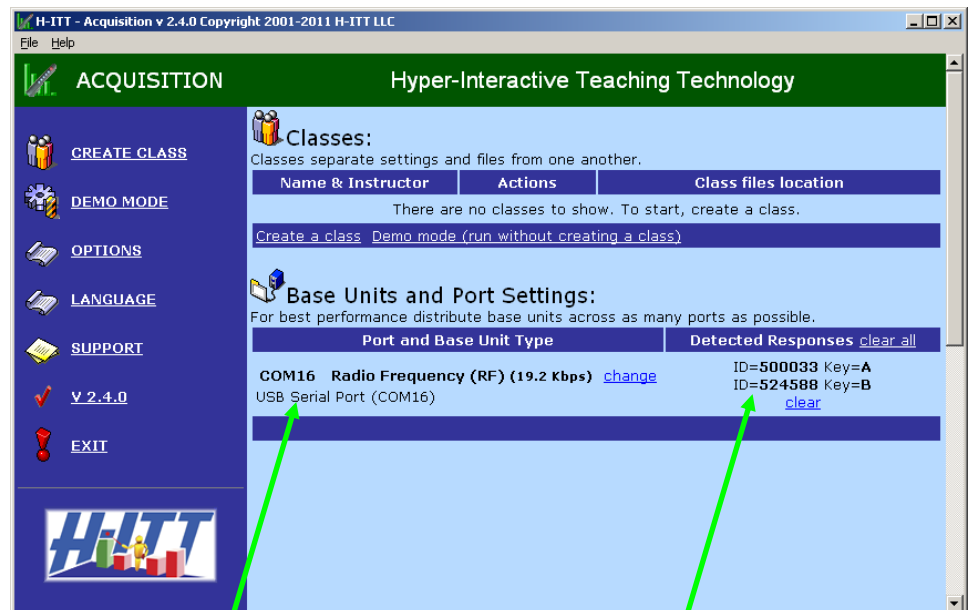 H-ITT - Acquisition v 2.4.0 Copyright 2001-2011 H-ITT LLC
File Help
ACQUISITION
Hyper-Interactive Teaching Technology
CREATE CLASS
DEMO MODE
OPTIONS
LANGUAGE
SUPPORT
V 2.4.0
EXIT
H-ITT
Classes:
Classes separate settings and files from one another.
Name & Instructor Actions Class files location
There are no classes to show. To start, create a class.
Create a class Demo mode (run without creating a class)
Base Units and Port Settings:
For best performance distribute base units across as many ports as possible.
Port and Base Unit Type Detected Responses clear all
COM16 Radio Frequency (RF) (19.2 Kbps) change
USB Serial Port (COM16)
ID=500033 Key=A
ID=524588 Key=B
clear